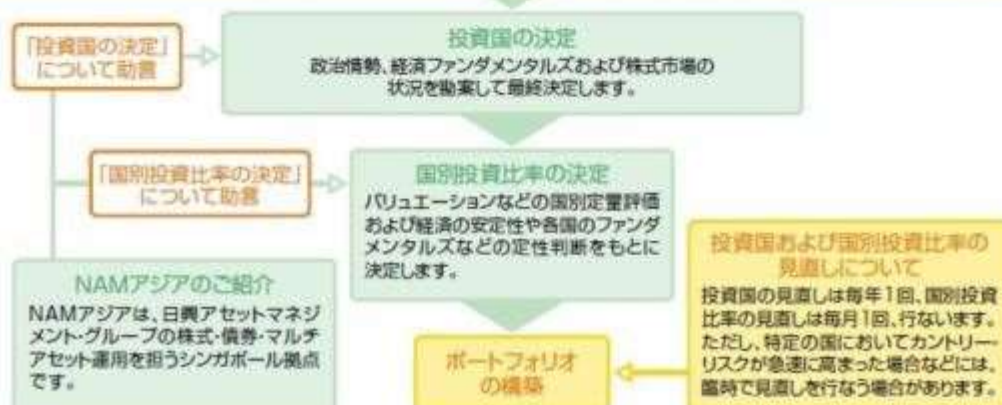 「投資国の決定」
について助言
投資国の決定
政治情勢、経済ファンダメンタルズおよび株式市場の
状況を勘案して最終決定します。
「国別投資比率の決定」
について助言
国別投資比率の決定
バリュエーションなどの国別定量評価
および経済の安定性や各国のファンダ
メンタルズなどの定性判断をもとに
決定します。
NAMアジアのご紹介
NAMアジアは、日興アセットマネジ
メント・グループの株式・債券・マルチ
アセット運用を担うシンガポール拠点
です。
ポートフォリオ
の構築
投資国および国別投資比率の
見直しについて
投資国の見直しは毎年1回、国別投資
比率の見直しは毎月1回、行ないます。
ただし、特定の国においてカントリー・
リスクが急速に高まった場合などには、
臨時で見直しを行なう場合があります。